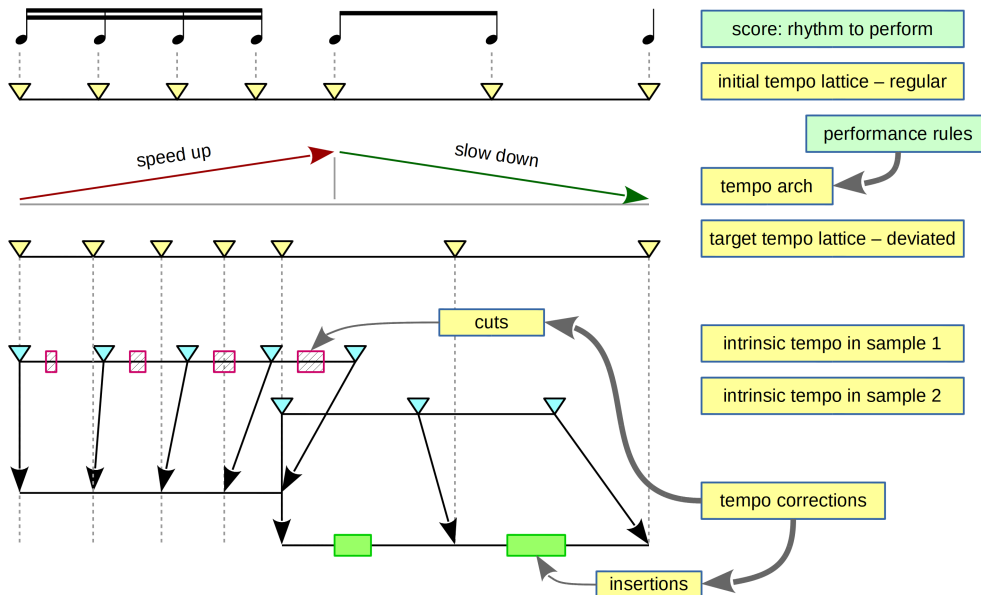 score: rhythm to perform
initial tempo lattice – regular
performance rules
speed up
slow down
tempo arch
target tempo lattice – deviated
cuts
intrinsic tempo in sample 1
intrinsic tempo in sample 2
tempo corrections
insertions